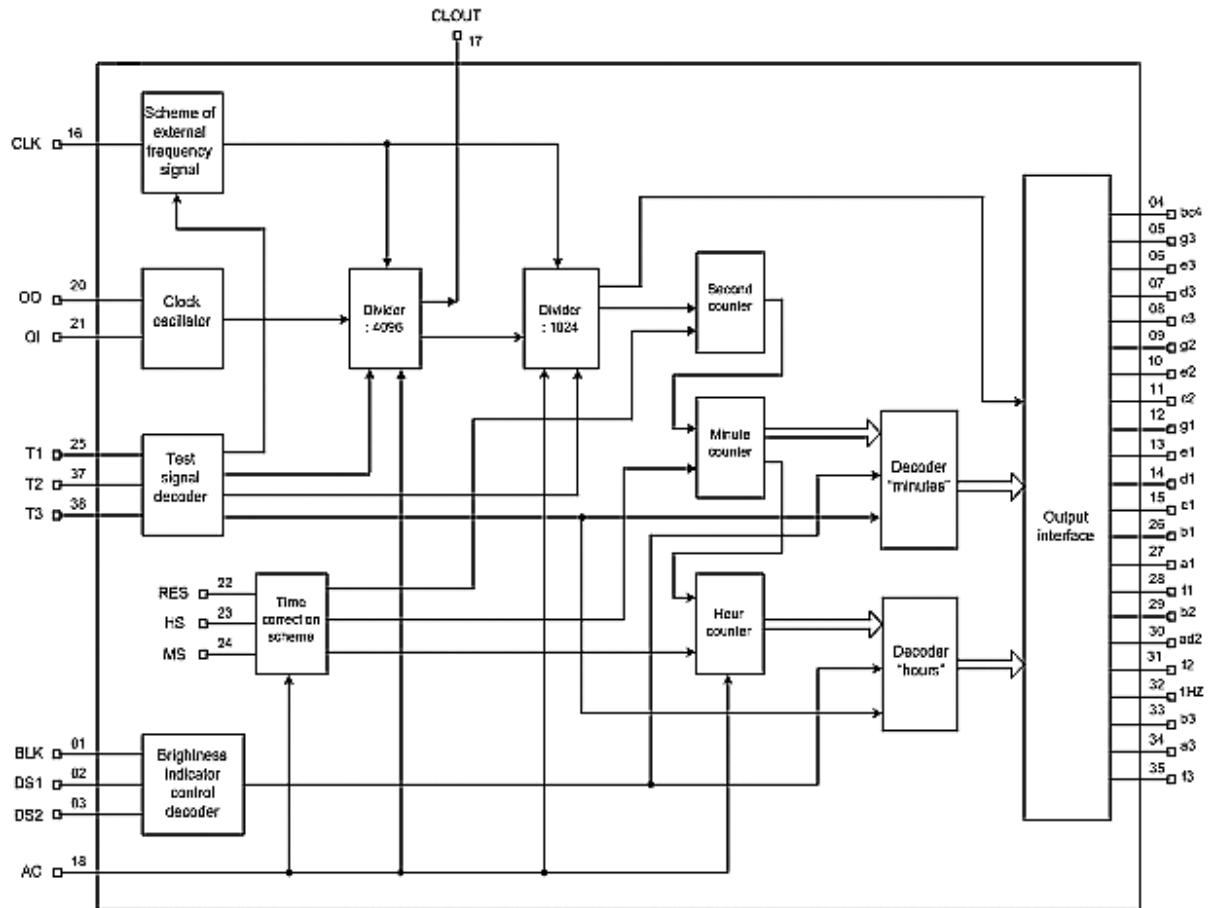 CLOUT
17
CLK
16
Scheme of
external
frequency
signal
OO
20
OI
21
Clock
oscillator
Divider
: 4096
Divider
: 1024
Second
counter
T1
25
T2
37
T3
38
Test
signal
decoder
Minute
counter
Decoder
"minutes"
RES
22
HS
23
MS
24
Time
correction
scheme
Hour
counter
Decoder
"hours"
BLK
01
DS1
02
DS2
03
Brighiness
indicator
control
decoder
AC
18
Output
interface
04
bc4
05
g3
06
e3
07
d3
08
c3
09
g2
10
e2
11
c2
12
g1
13
e1
14
d1
15
c1
26
b1
27
a1
28
f1
29
b2
30
ad2
31
f2
32
1HZ
33
b3
34
a3
35
f3